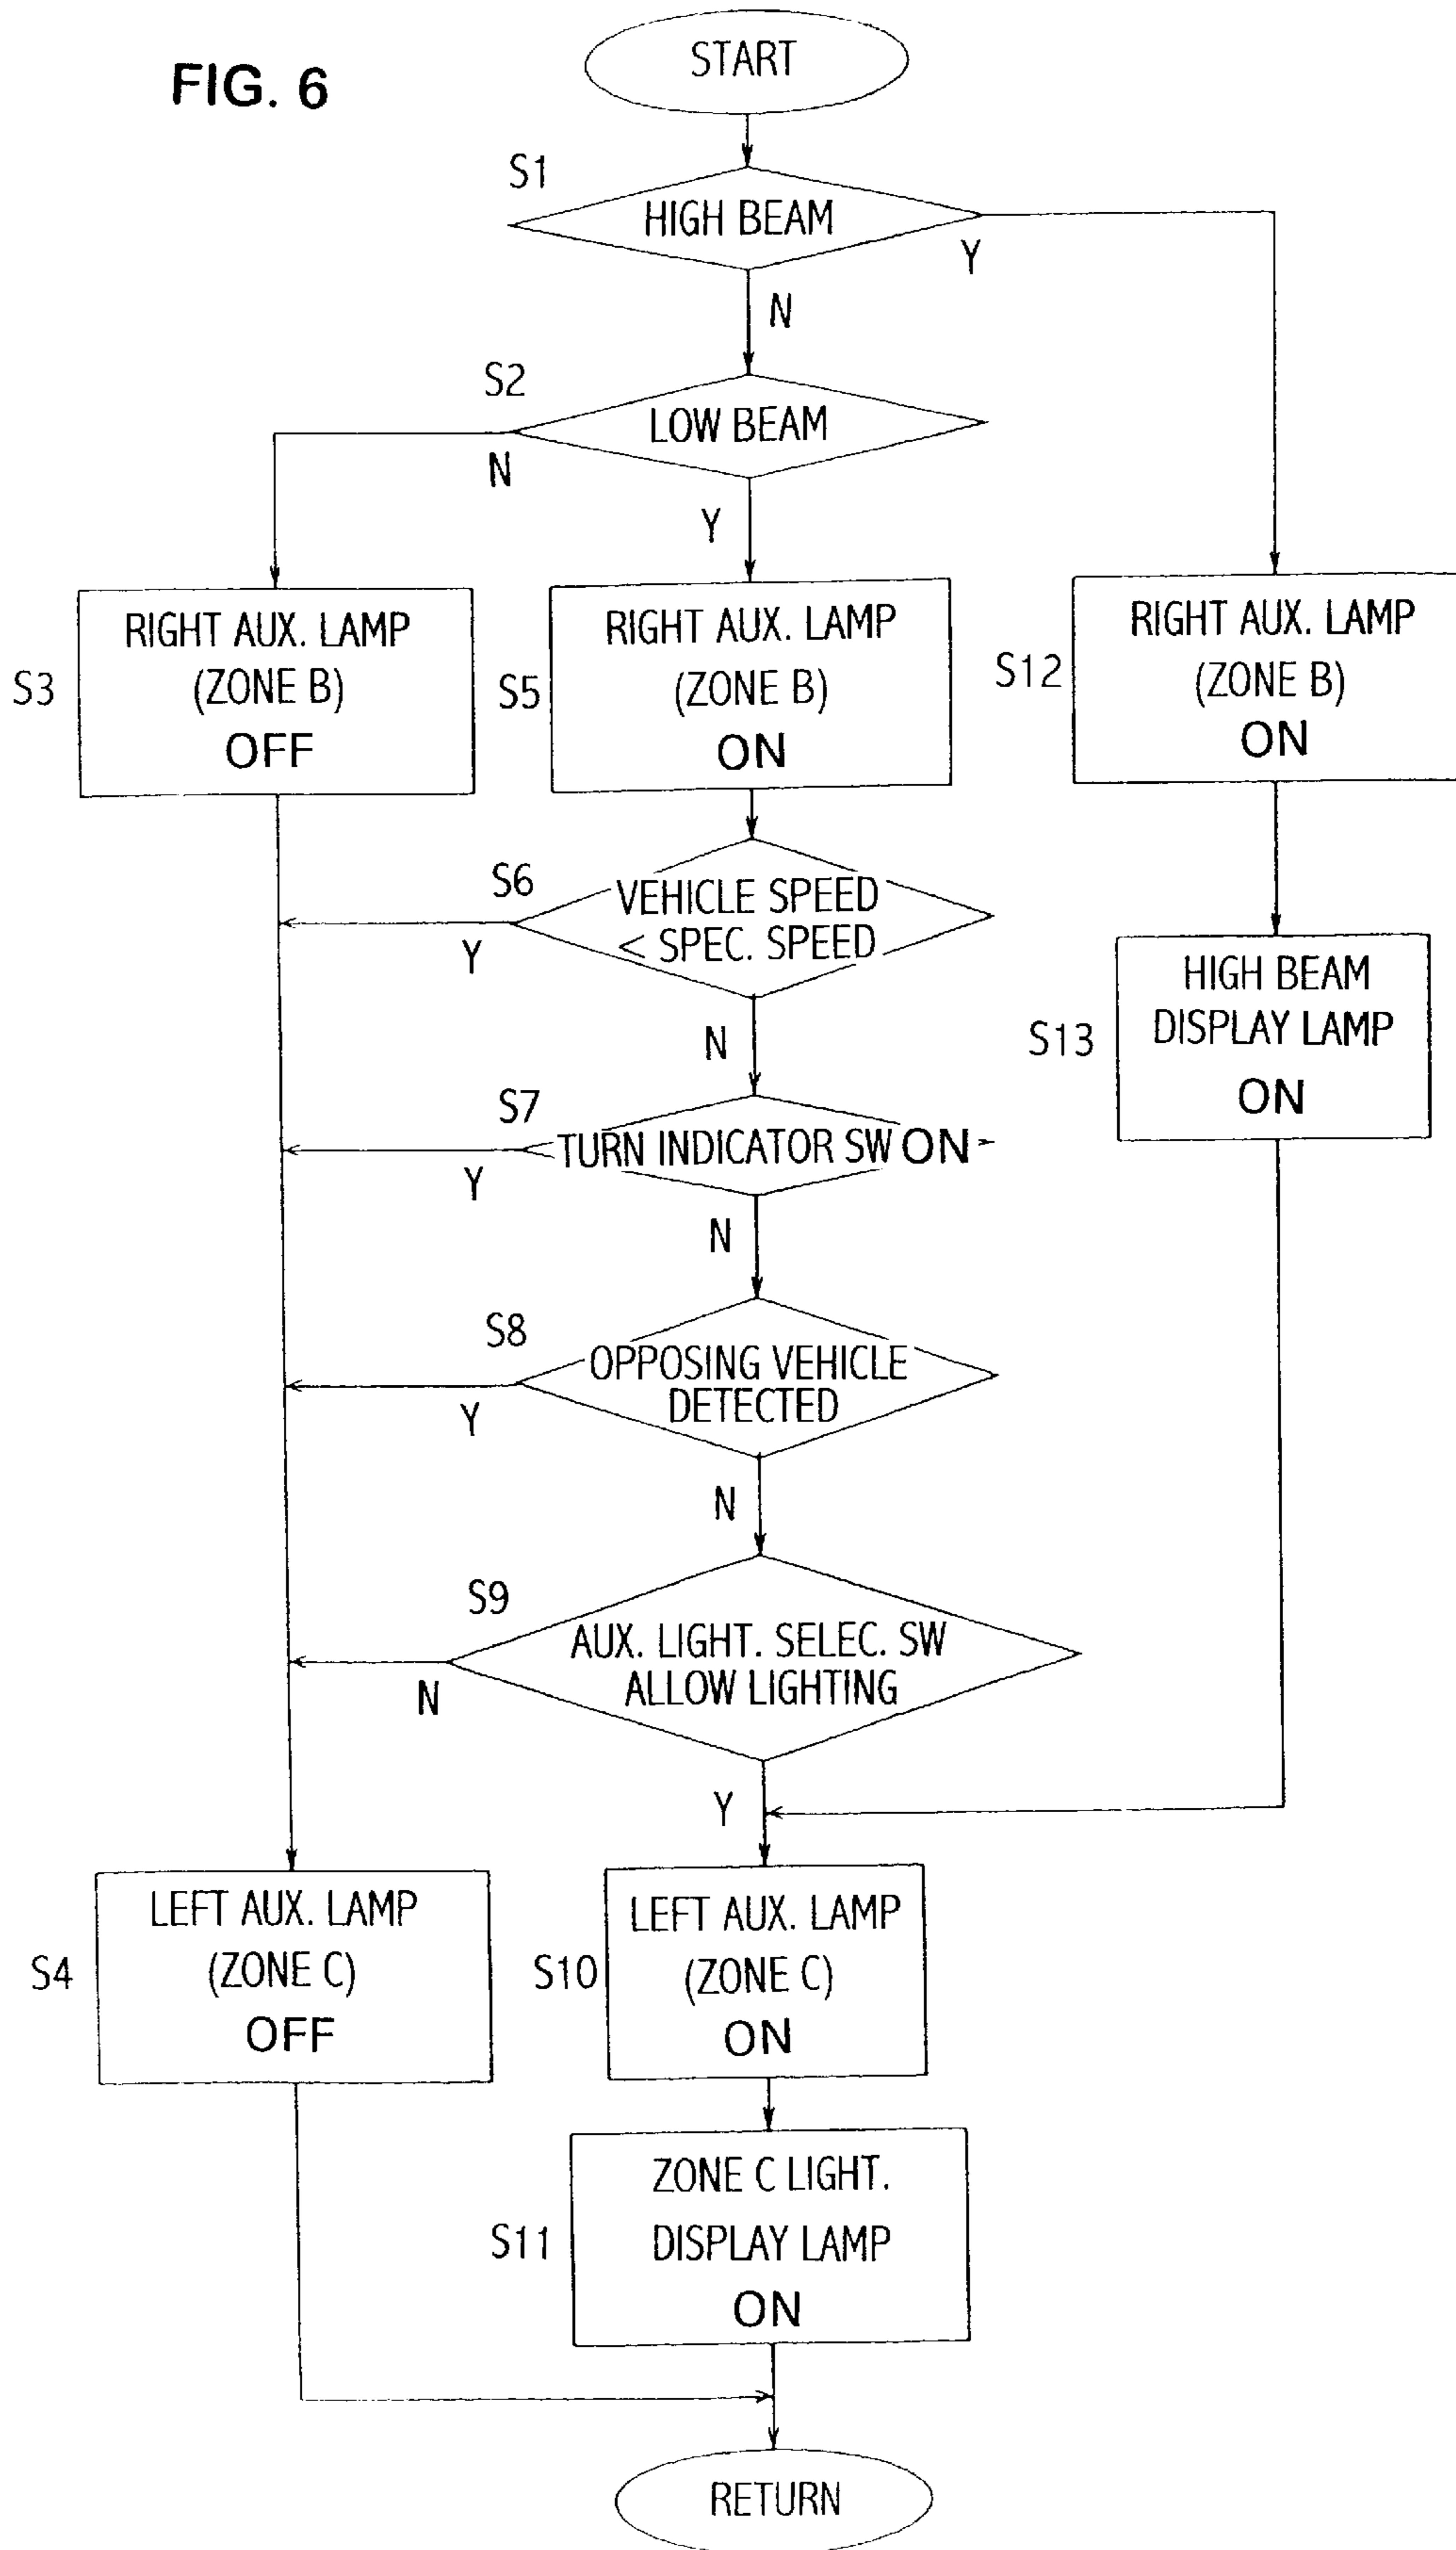 FIG. 6
START
S1
HIGH BEAM
Y
N
S2
LOW BEAM
N
Y
S3
RIGHT AUX. LAMP
(ZONE B)
OFF
S5
RIGHT AUX. LAMP
(ZONE B)
ON
S12
RIGHT AUX. LAMP
(ZONE B)
ON
S6
VEHICLE SPEED
< SPEC. SPEED
Y
N
S13
HIGH BEAM
DISPLAY LAMP
ON
S7
TURN INDICATOR SW ON
Y
N
S8
OPPOSING VEHICLE
DETECTED
Y
N
S9
AUX. LIGHT. SELEC. SW
ALLOW LIGHTING
N
Y
S4
LEFT AUX. LAMP
(ZONE C)
OFF
S10
LEFT AUX. LAMP
(ZONE C)
ON
S11
ZONE C LIGHT.
DISPLAY LAMP
ON
RETURN